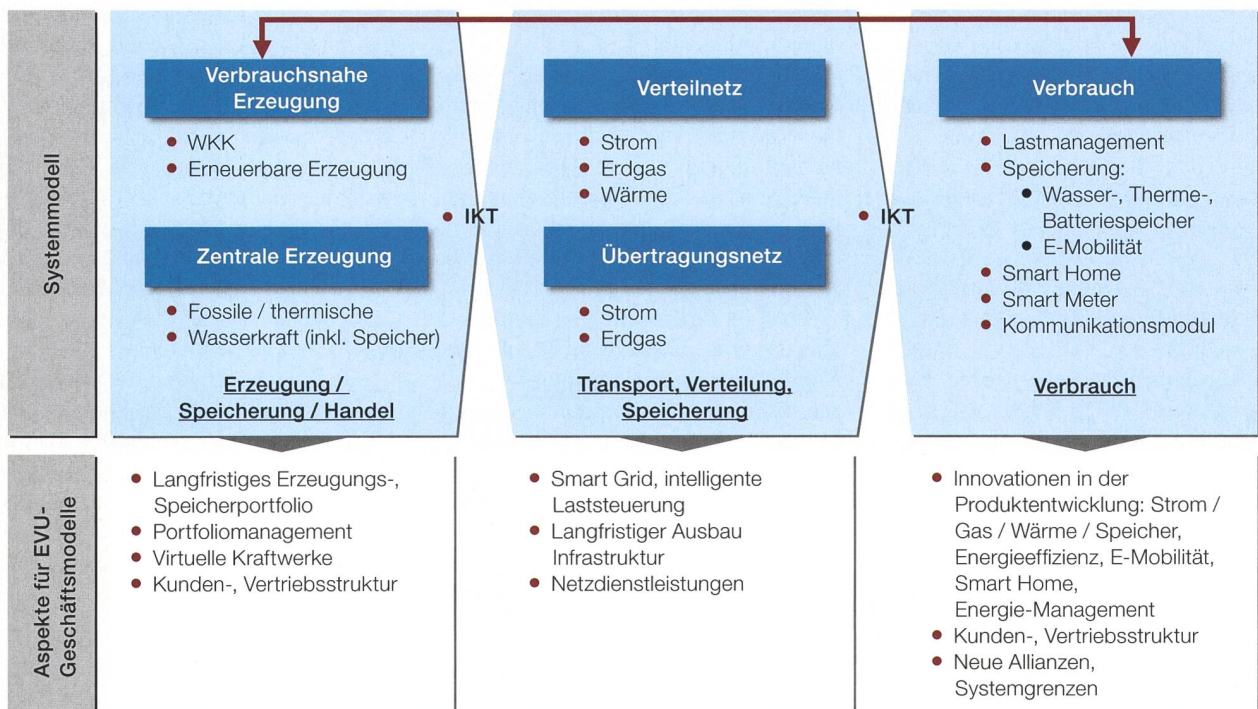 Systemmodell
Verbrauchsnahe
Erzeugung
• WKK
• Erneuerbare Erzeugung
Zentrale Erzeugung
• Fossile / thermische
• Wasserkraft (inkl. Speicher)
Erzeugung /
Speicherung / Handel
• IKT
Verteilnetz
• Strom
• Erdgas
• Wärme
Übertragungsnetz
• Strom
• Erdgas
Transport, Verteilung,
Speicherung
• IKT
Verbrauch
• Lastmanagement
• Speicherung:
• Wasser-, Therme-,
Batteriespeicher
• E-Mobilität
• Smart Home
• Smart Meter
• Kommunikationsmodul
Verbrauch
Aspekte für EVU-
Geschäftsmodelle
• Langfristiges Erzeugungs-,
Speicherportfolio
• Portfoliomanagement
• Virtuelle Kraftwerke
• Kunden-, Vertriebsstruktur
• Smart Grid, intelligente
Laststeuerung
• Langfristiger Ausbau
Infrastruktur
• Netzdienstleistungen
• Innovationen in der
Produktentwicklung: Strom /
Gas / Wärme / Speicher,
Energieeffizienz, E-Mobilität,
Smart Home,
Energie-Management
• Kunden-, Vertriebsstruktur
• Neue Allianzen,
Systemgrenzen